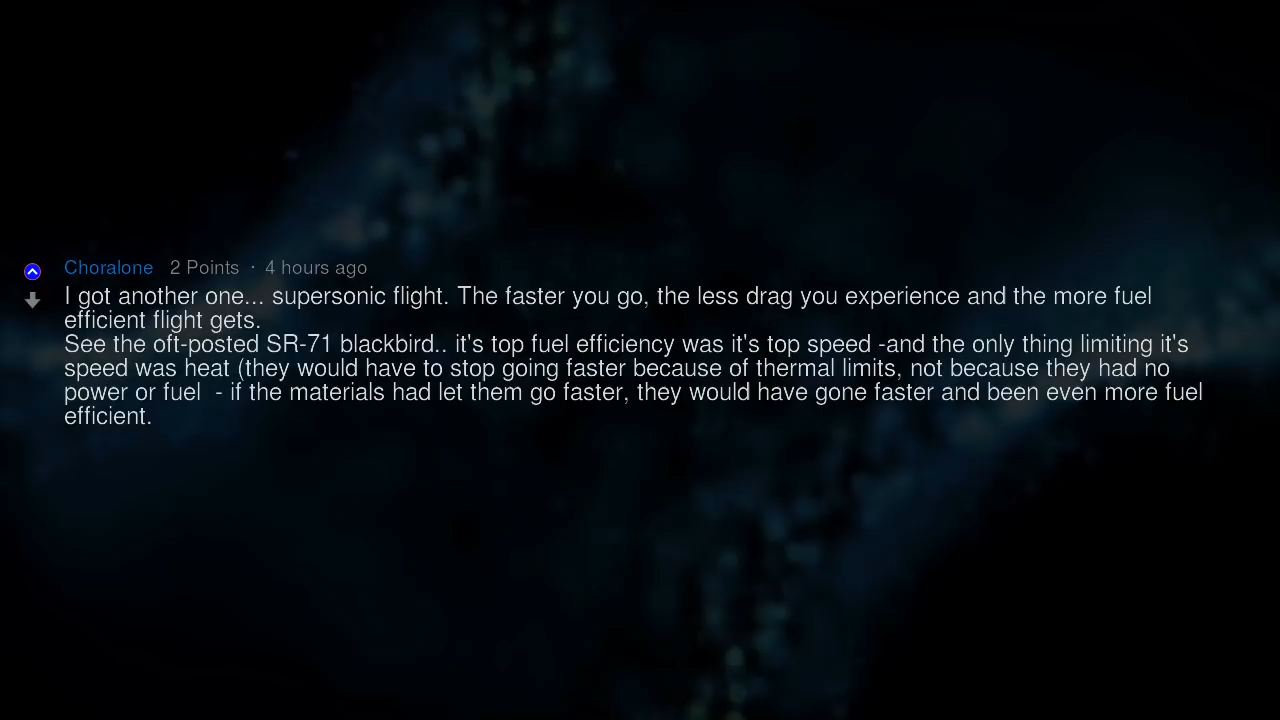 Choralone 2 Points · 4 hours ago
I got another one... supersonic flight. The faster you go, the less drag you experience and the more fuel
efficient flight gets.
See the oft-posted SR-71 blackbird.. it's top fuel efficiency was it's top speed -and the only thing limiting it's
speed was heat (they would have to stop going faster because of thermal limits, not because they had no
power or fuel  - if the materials had let them go faster, they would have gone faster and been even more fuel
efficient.